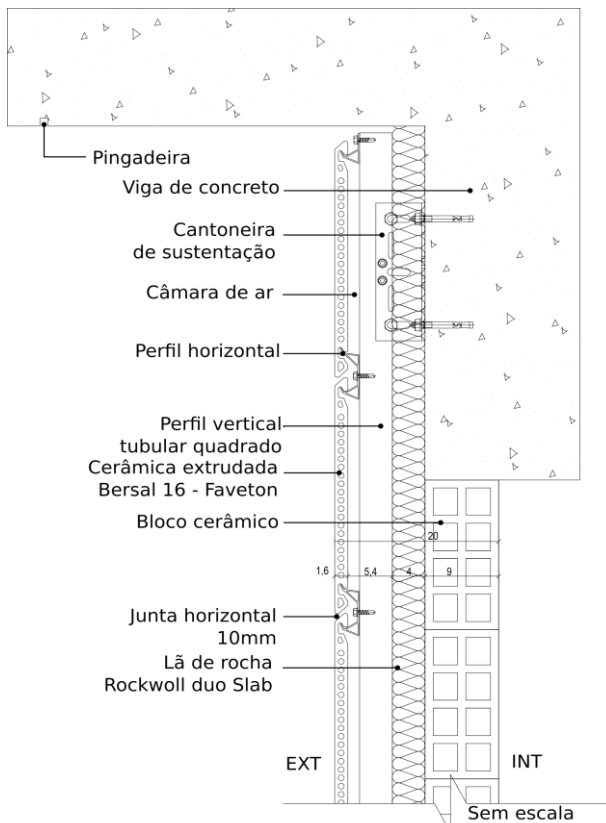 Pingadeira
Viga de concreto
Cantoneira
de sustentação
Câmara de ar
Perfil horizontal
Perfil vertical
tubular quadrado
Cerâmica extrudada
Bersal 16 - Faveton
Bloco cerâmico
20
1,6 5,4 4 9
Junta horizontal
10mm
Lã de rocha
Rockwoll duo Slab
EXT INT
Sem escala